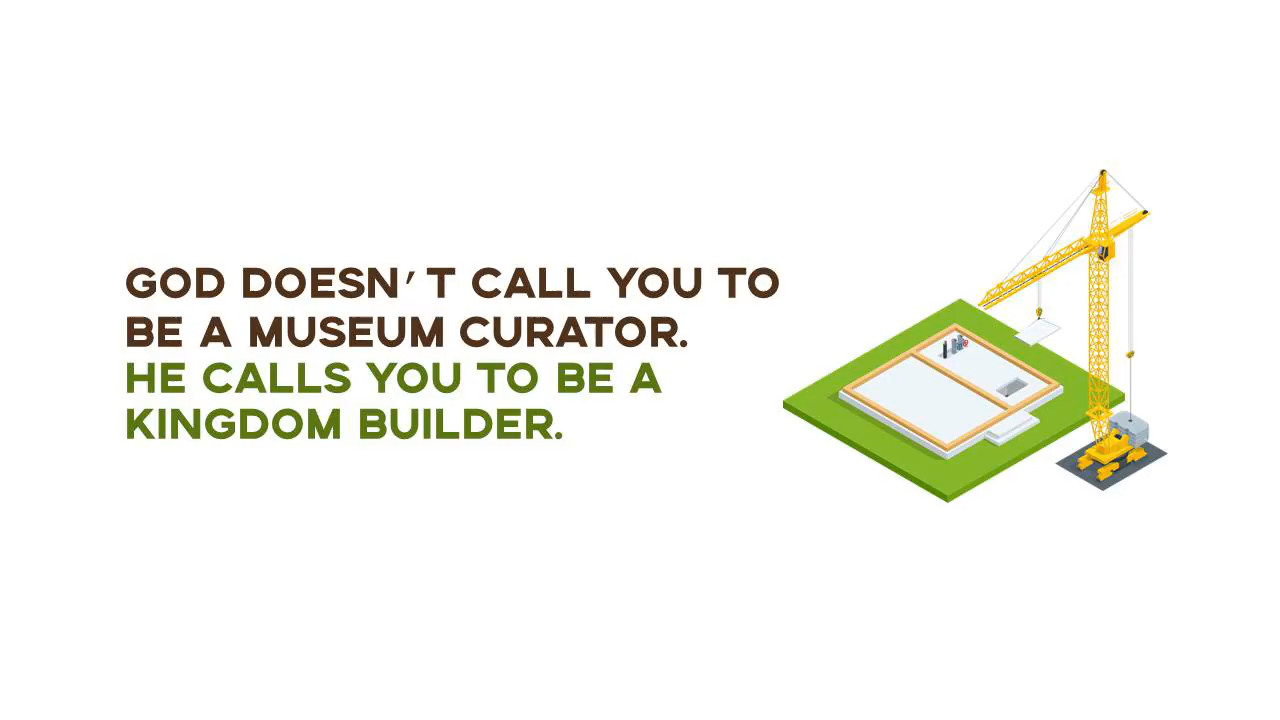 GOD DOESN'T CALL YOU TO
BE A MUSEUM CURATOR.
HE CALLS YOU TO BE A
KINGDOM BUILDER.